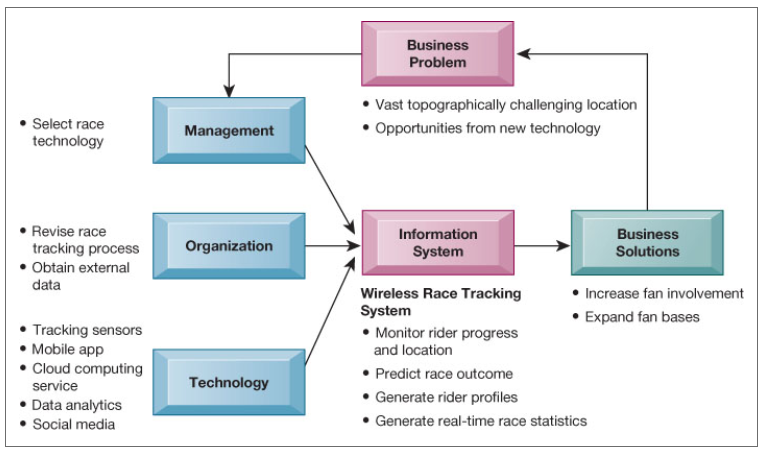 Business
Problem
• Vast topographically challenging location
• Opportunities from new technology
• Select race
technology
Management
• Revise race
tracking process
• Obtain external
data
Organization
Information
System
Wireless Race Tracking
System
• Monitor rider progress
and location
• Predict race outcome
• Generate rider profiles
• Generate real-time race statistics
Business
Solutions
• Increase fan involvement
• Expand fan bases
• Tracking sensors
• Mobile app
• Cloud computing
service
• Data analytics
• Social media
Technology